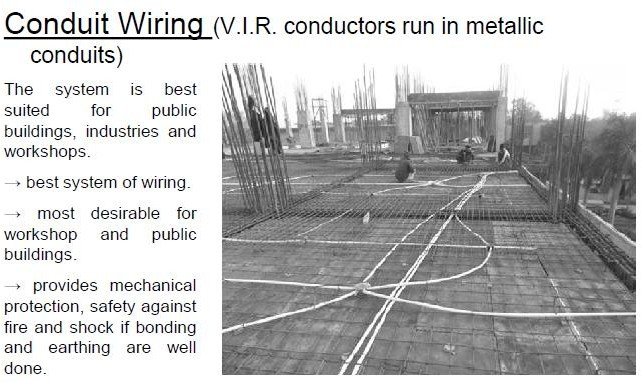 Conduit Wiring (V.I.R. conductors run in metallic
conduits)
The system is best
suited for public
buildings, industries and
workshops.
→ best system of wiring.
→ most desirable for
workshop and public
buildings.
→ provides mechanical
protection, safety against
fire and shock if bonding
and earthing are well
done.